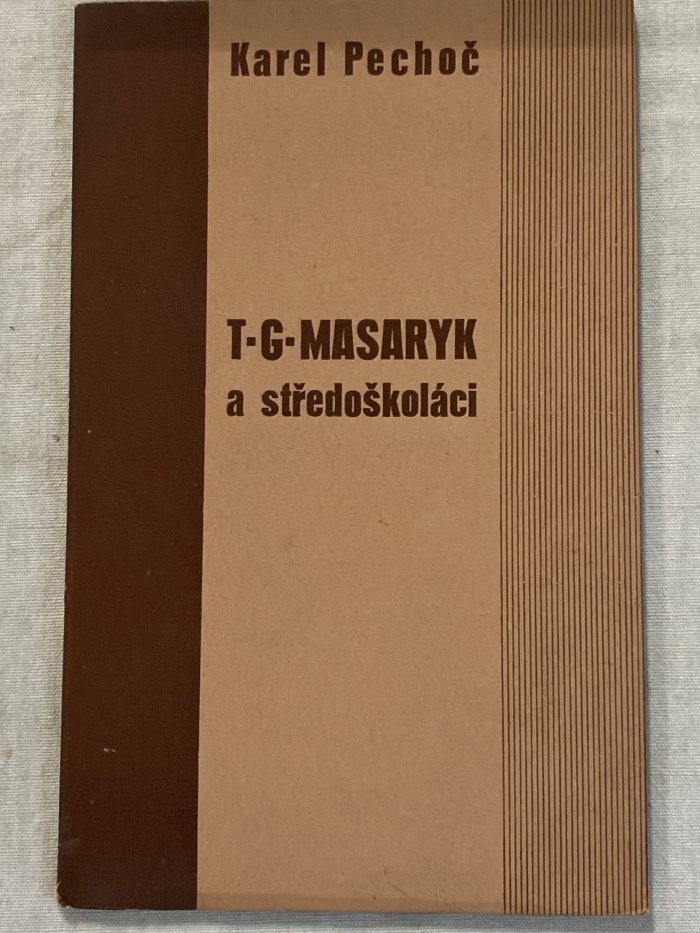 Karel Pechoč
T·G·MASARYK
a středoškoláci